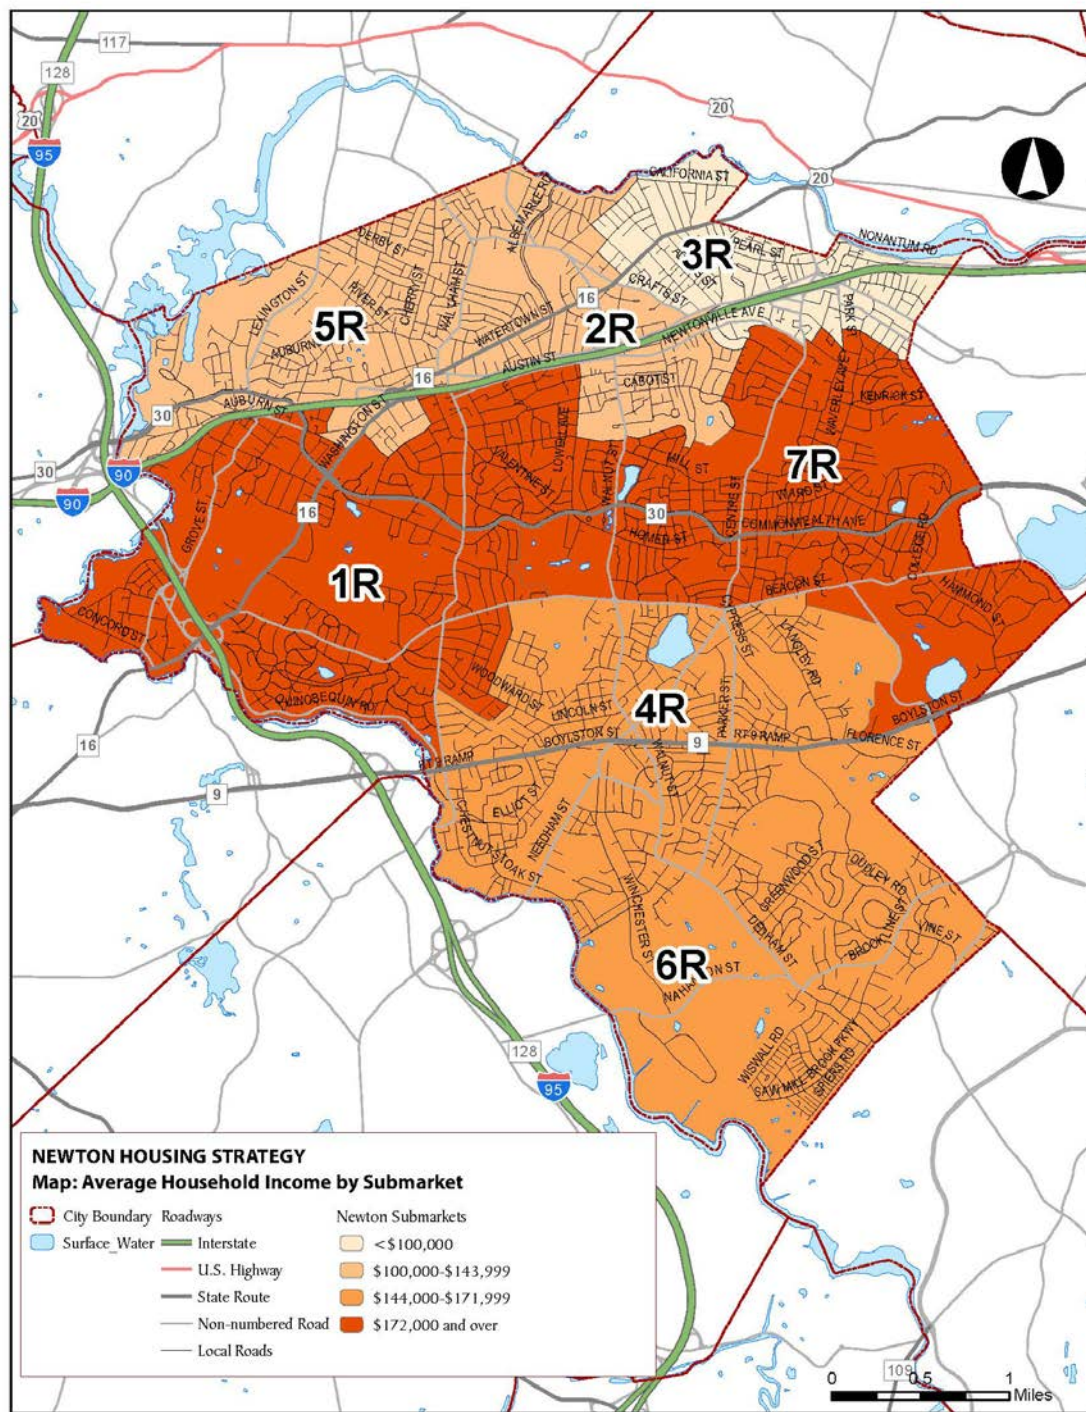 117
128
20
95
20
20
CALIFORNIA ST
ALBEMARLE RD
NONANTUM RD
DERBY ST
PEARL ST
3R
LEXINGTON ST
RIVER ST
CHERRY ST
WALTHAM ST
CRAFTS ST
16
5R
WATERTOWN ST
2R
NEWTONVILLE AVE
PARK ST
AUBURN
AUSTIN ST
16
CABOT ST
WAVERLEY AVE
KENRICK ST
AUBURN ST
30
WASHINGTON ST
LOWELL AVE
30
90
90
VALENTINE ST
WALNUT ST
MILL ST
7R
WARD ST
GROVE ST
16
30
CENTRE ST
COMMONWEALTH AVE
HOMER ST
COLLEGE RD
1R
BEACON ST
HAMMOND ST
CONCORD ST
CYPRESS ST
LANGLEY RD
WOODWARD ST
QUINOBEQUIN RD
LINCOLN ST
4R
PARKER ST
BOYLSTON ST
BOYLSTON ST
9
RT 9 RAMP
FLORENCE ST
16
RT 9 RAMP
WALNUT ST
9
ELLIOT ST
CHESTNUT ST
OAK ST
NEEDHAM ST
WINCHESTER ST
GREENWOOD ST
DUDLEY RD
DEDHAM ST
BROOKLINE ST
VINE ST
6R
NAHANTON ST
WISWALL RD
SAW MILL BROOK PKWY
SPIERS RD
128
95
NEWTON HOUSING STRATEGY
Map: Average Household Income by Submarket
City Boundary Roadways Newton Submarkets
Surface_Water Interstate <$100,000
U.S. Highway $100,000-$143,999
State Route $144,000-$171,999
Non-numbered Road $172,000 and over
Local Roads
109
0 0.5 1
Miles